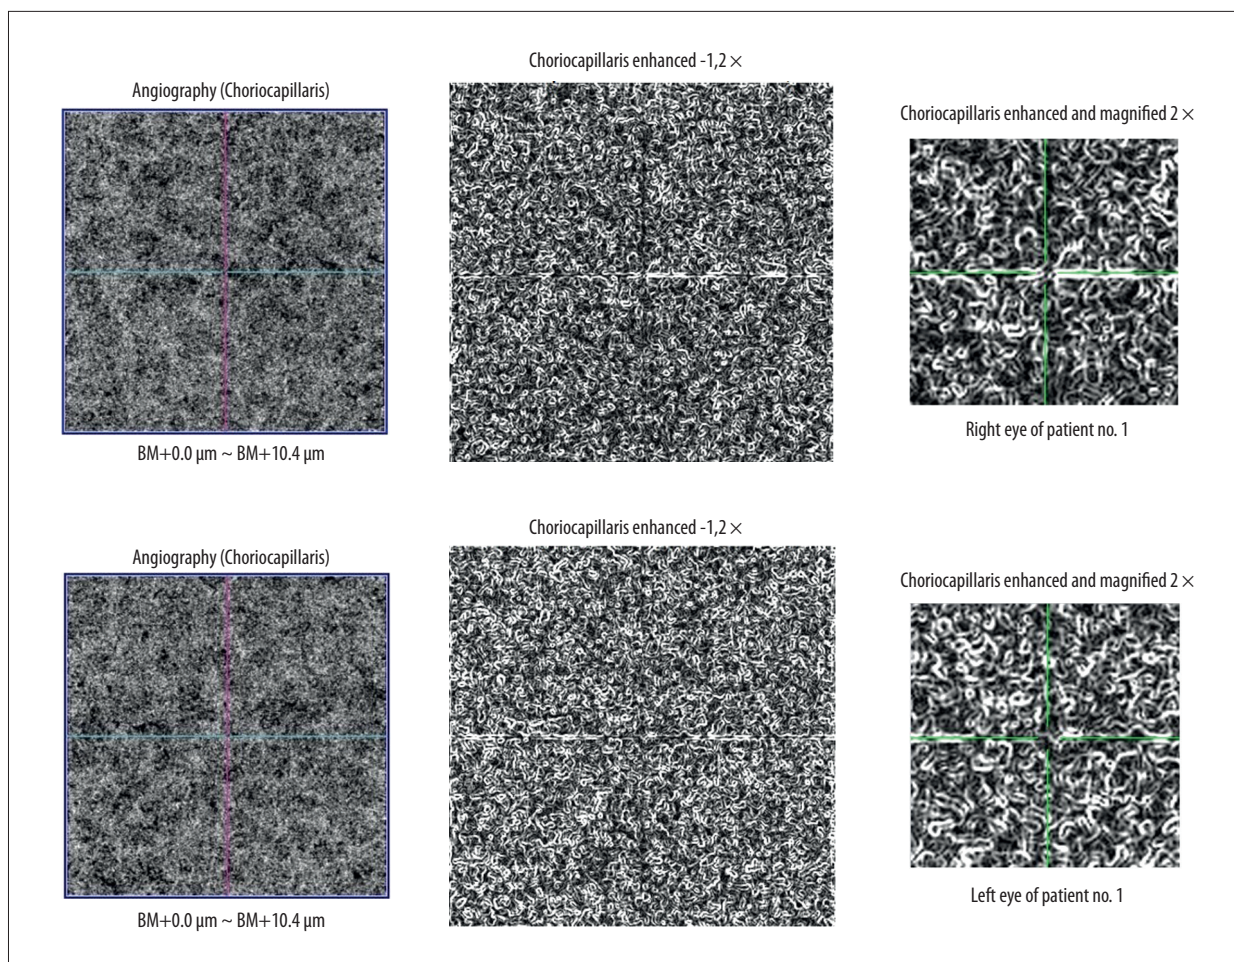 Choriocapillaris enhanced -1,2 ×
Angiography (Choriocapillaris)
Choriocapillaris enhanced and magnified 2 ×
BM+0.0 μm ~ BM+10.4 μm
Right eye of patient no. 1
Choriocapillaris enhanced -1,2 ×
Angiography (Choriocapillaris)
Choriocapillaris enhanced and magnified 2 ×
BM+0.0 μm ~ BM+10.4 μm
Left eye of patient no. 1